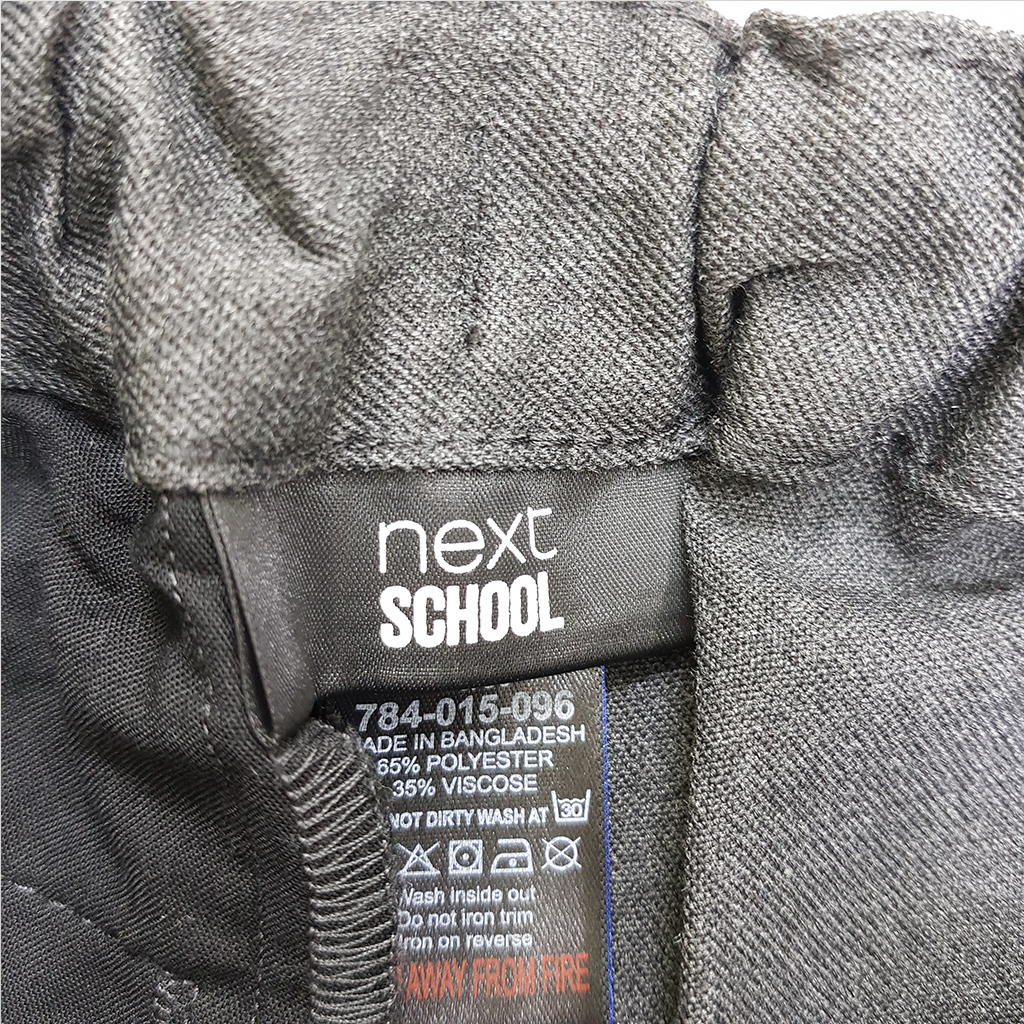 next
SCHOOL
784-015-096
ADE IN BANGLADESH
65% POLYESTER
35% VISCOSE
NOT DIRTY WASH AT 30
Wash inside out
Do not iron trim
Iron on reverse
AWAY FROM FIRE